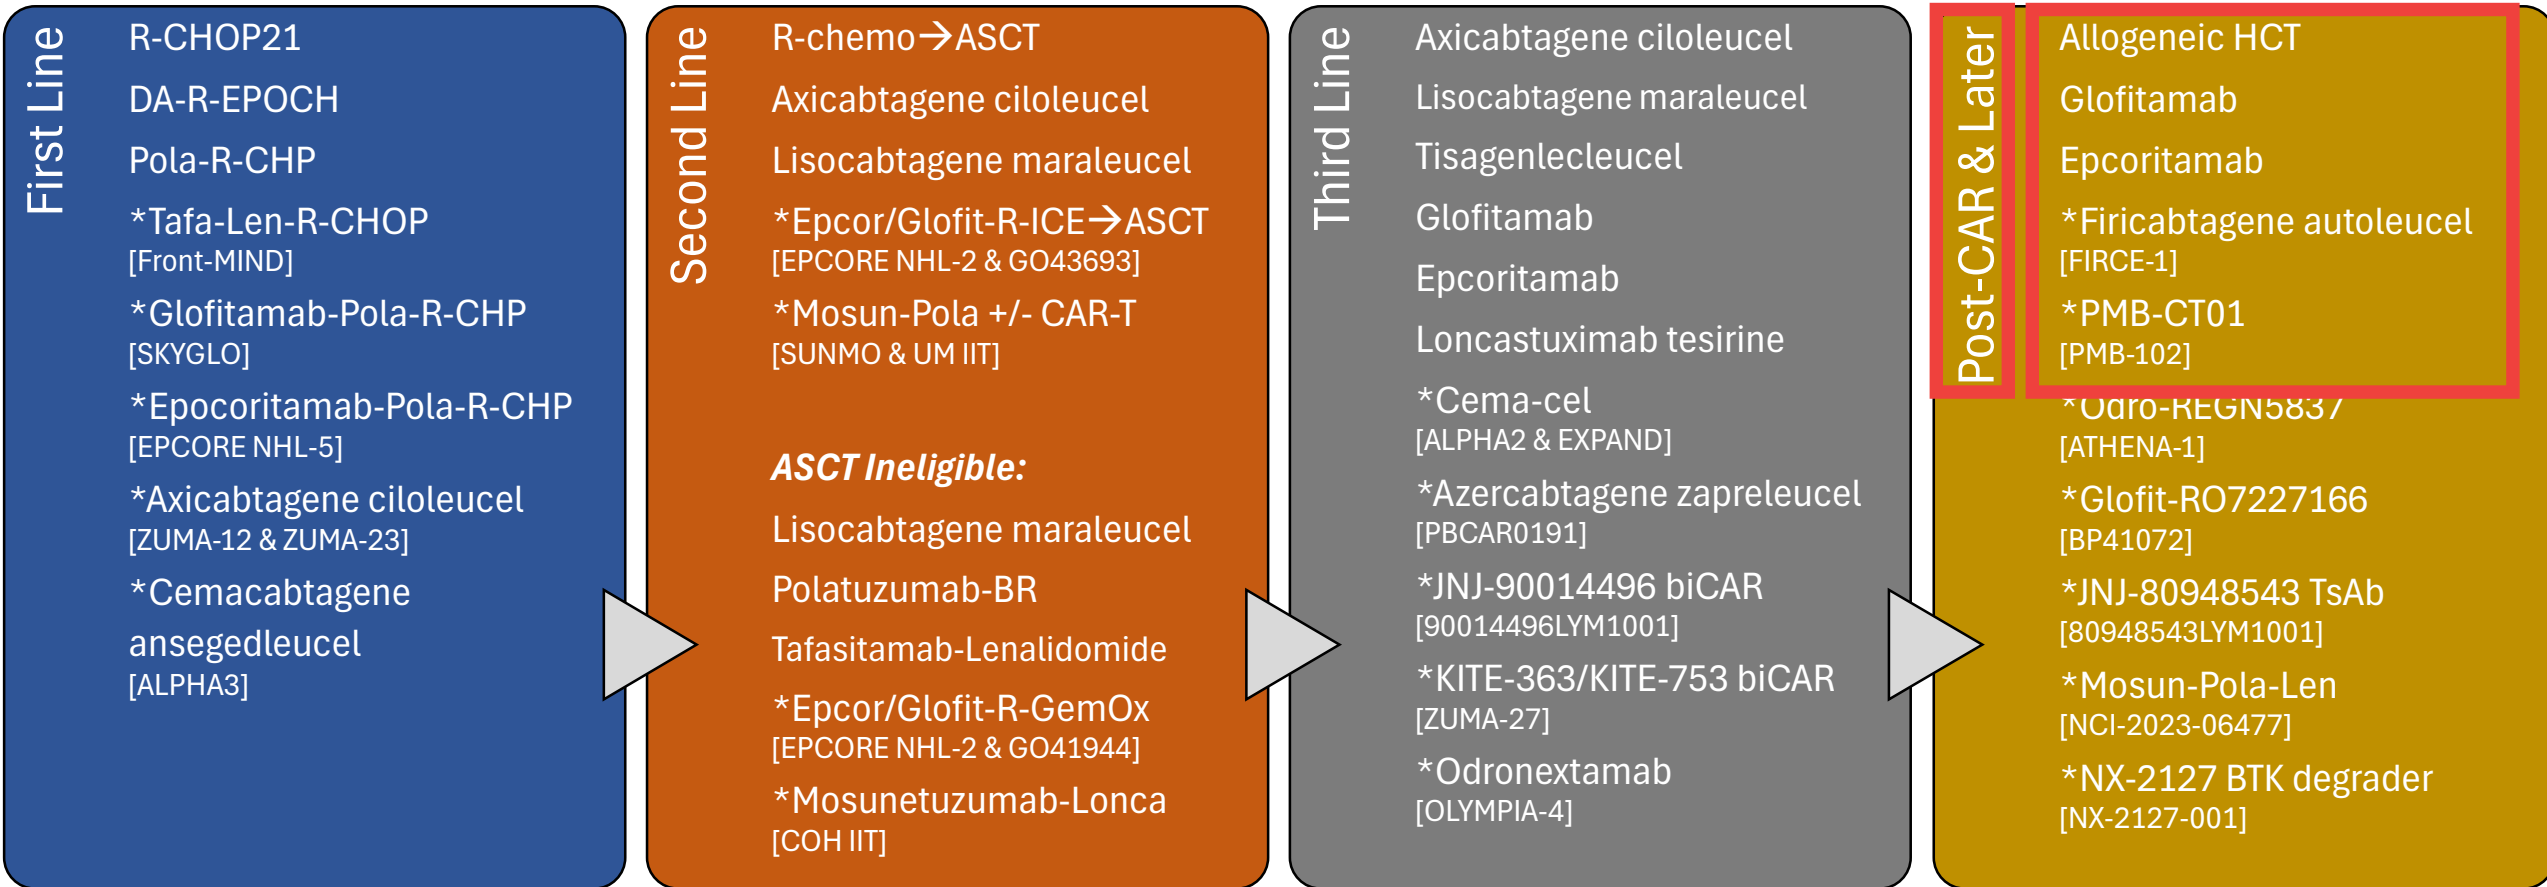 First Line
R-CHOP21
DA-R-EPOCH
Pola-R-CHP
*Tafa-Len-R-CHOP
[Front-MIND]
*Glofitamab-Pola-R-CHP
[SKYGLO]
*Epocoritamab-Pola-R-CHP
[EPCORE NHL-5]
*Axicabtagene ciloleucel
[ZUMA-12 & ZUMA-23]
*Cemacabtagene
ansegedleucel
[ALPHA3]
Second Line
R-chemo→ASCT
Axicabtagene ciloleucel
Lisocabtagene maraleucel
*Epcor/Glofit-R-ICE→ASCT
[EPCORE NHL-2 & GO43693]
*Mosun-Pola +/- CAR-T
[SUNMO & UM IIT]
ASCT Ineligible:
Lisocabtagene maraleucel
Polatuzumab-BR
Tafasitamab-Lenalidomide
*Epcor/Glofit-R-GemOx
[EPCORE NHL-2 & GO41944]
*Mosunetuzumab-Lonca
[COH IIT]
Third Line
Axicabtagene ciloleucel
Lisocabtagene maraleucel
Tisagenlecleucel
Glofitamab
Epcoritamab
Loncastuximab tesirine
*Cema-cel
[ALPHA2 & EXPAND]
*Azercabtagene zapreleucel
[PBCAR0191]
*JNJ-90014496 biCAR
[90014496LYM1001]
*KITE-363/KITE-753 biCAR
[ZUMA-27]
*Odronextamab
[OLYMPIA-4]
Post-CAR & Later
Allogeneic HCT
Glofitamab
Epcoritamab
*Firicabtagene autoleucel
[FIRCE-1]
*PMB-CT01
[PMB-102]
*Odro-REGN5837
[ATHENA-1]
*Glofit-RO7227166
[BP41072]
*JNJ-80948543 TsAb
[80948543LYM1001]
*Mosun-Pola-Len
[NCI-2023-06477]
*NX-2127 BTK degrader
[NX-2127-001]